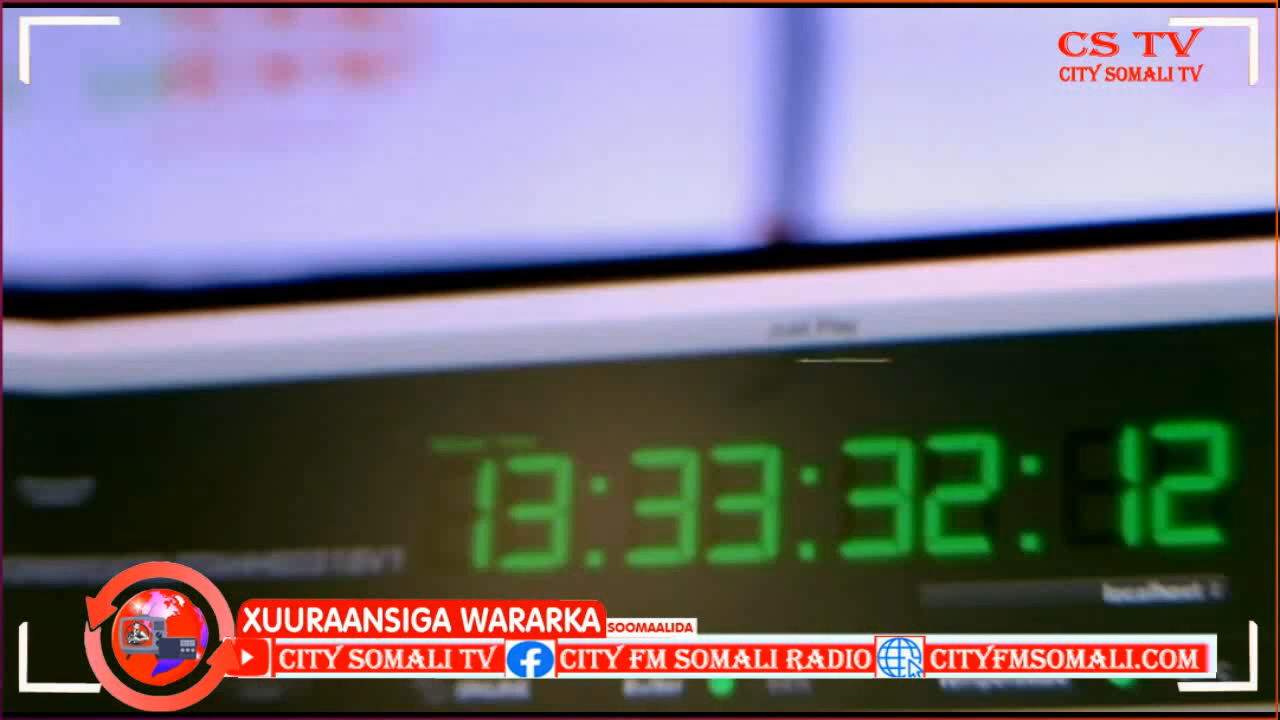 CS TV
CITY SOMALI TV
13:33:32:12
localhost
XUURAANSIGA WARARKA
SOOMAALIDA
CITY SOMALI TV CITY FM SOMALI RADIO CITYFMSOMALI.COM